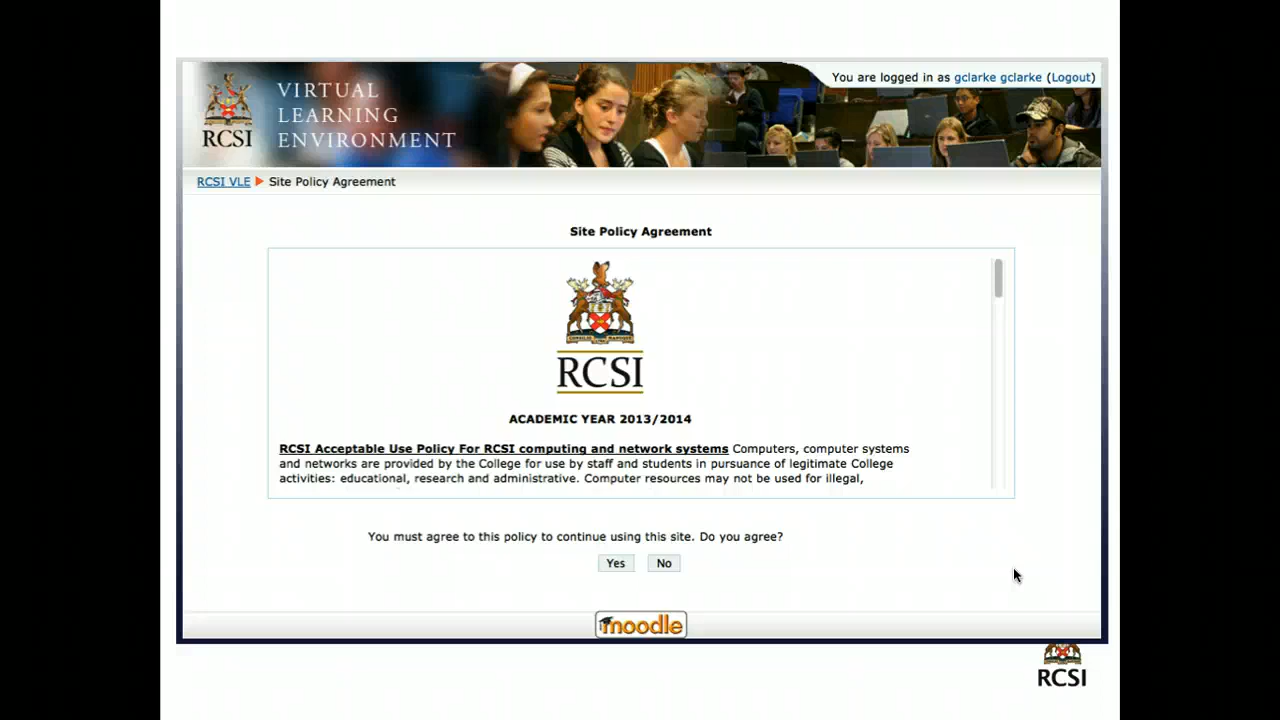 You are logged in as gclarke gclarke (Logout)
VIRTUAL
LEARNING
ENVIRONMENT
RCSI
RCSI VLE Site Policy Agreement
Site Policy Agreement
RCSI
ACADEMIC YEAR 2013/2014
RCSI Acceptable Use Policy For RCSI computing and network systems Computers, computer systems
and networks are provided by the College for use by staff and students in pursuance of legitimate College
activities: educational, research and administrative. Computer resources may not be used for illegal,
You must agree to this policy to continue using this site. Do you agree?
Yes No
moodle
RCSI